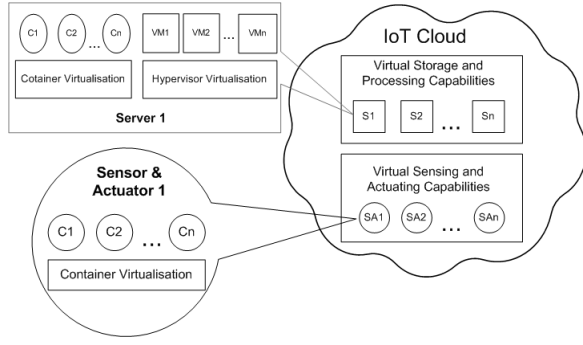 C1 C2 ... Cn VM1 VM2 ... VMn
Cotainer Virtualisation Hypervisor Virtualisation
Server 1
IoT Cloud
Virtual Storage and
Processing Capabilities
S1 S2 ... Sn
Virtual Sensing and
Actuating Capabilities
SA1 SA2 ... SAn
Sensor &
Actuator 1
C1 C2 ... Cn
Container Virtualisation